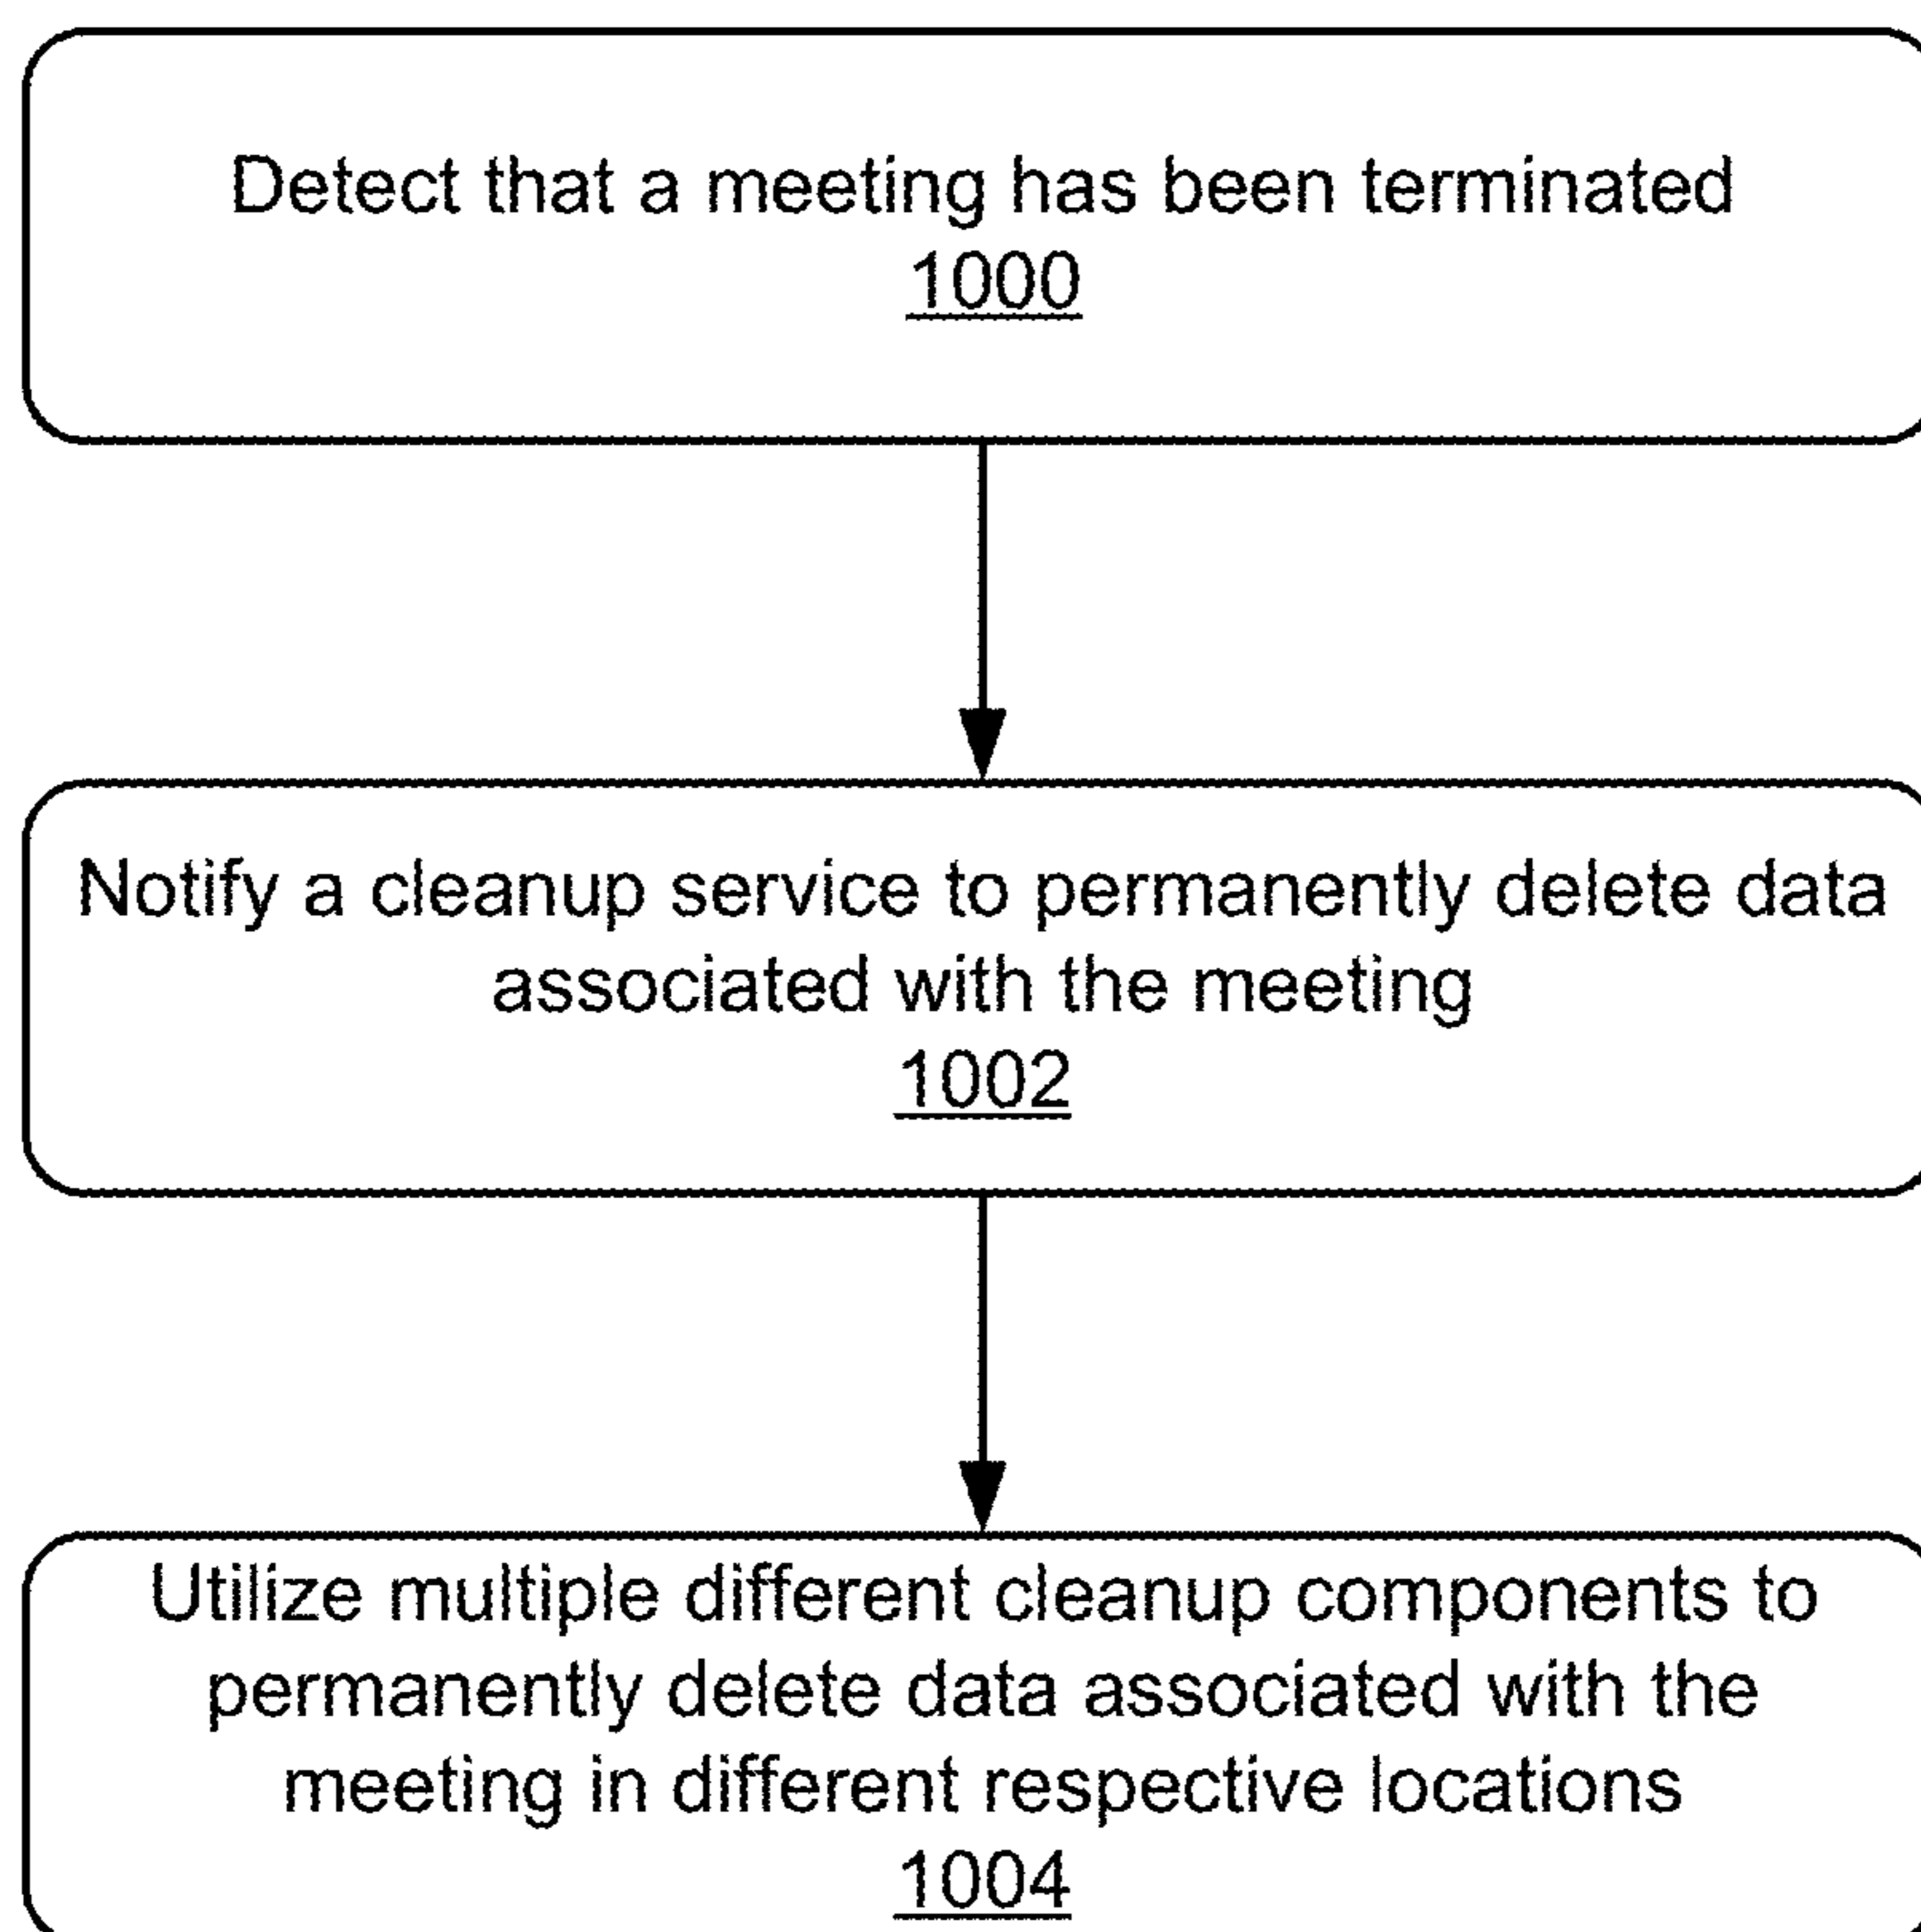 Detect that a meeting has been terminated
1000
Notify a cleanup service to permanently delete data
associated with the meeting
1002
Utilize multiple different cleanup components to
permanently delete data associated with the
meeting in different respective locations
1004